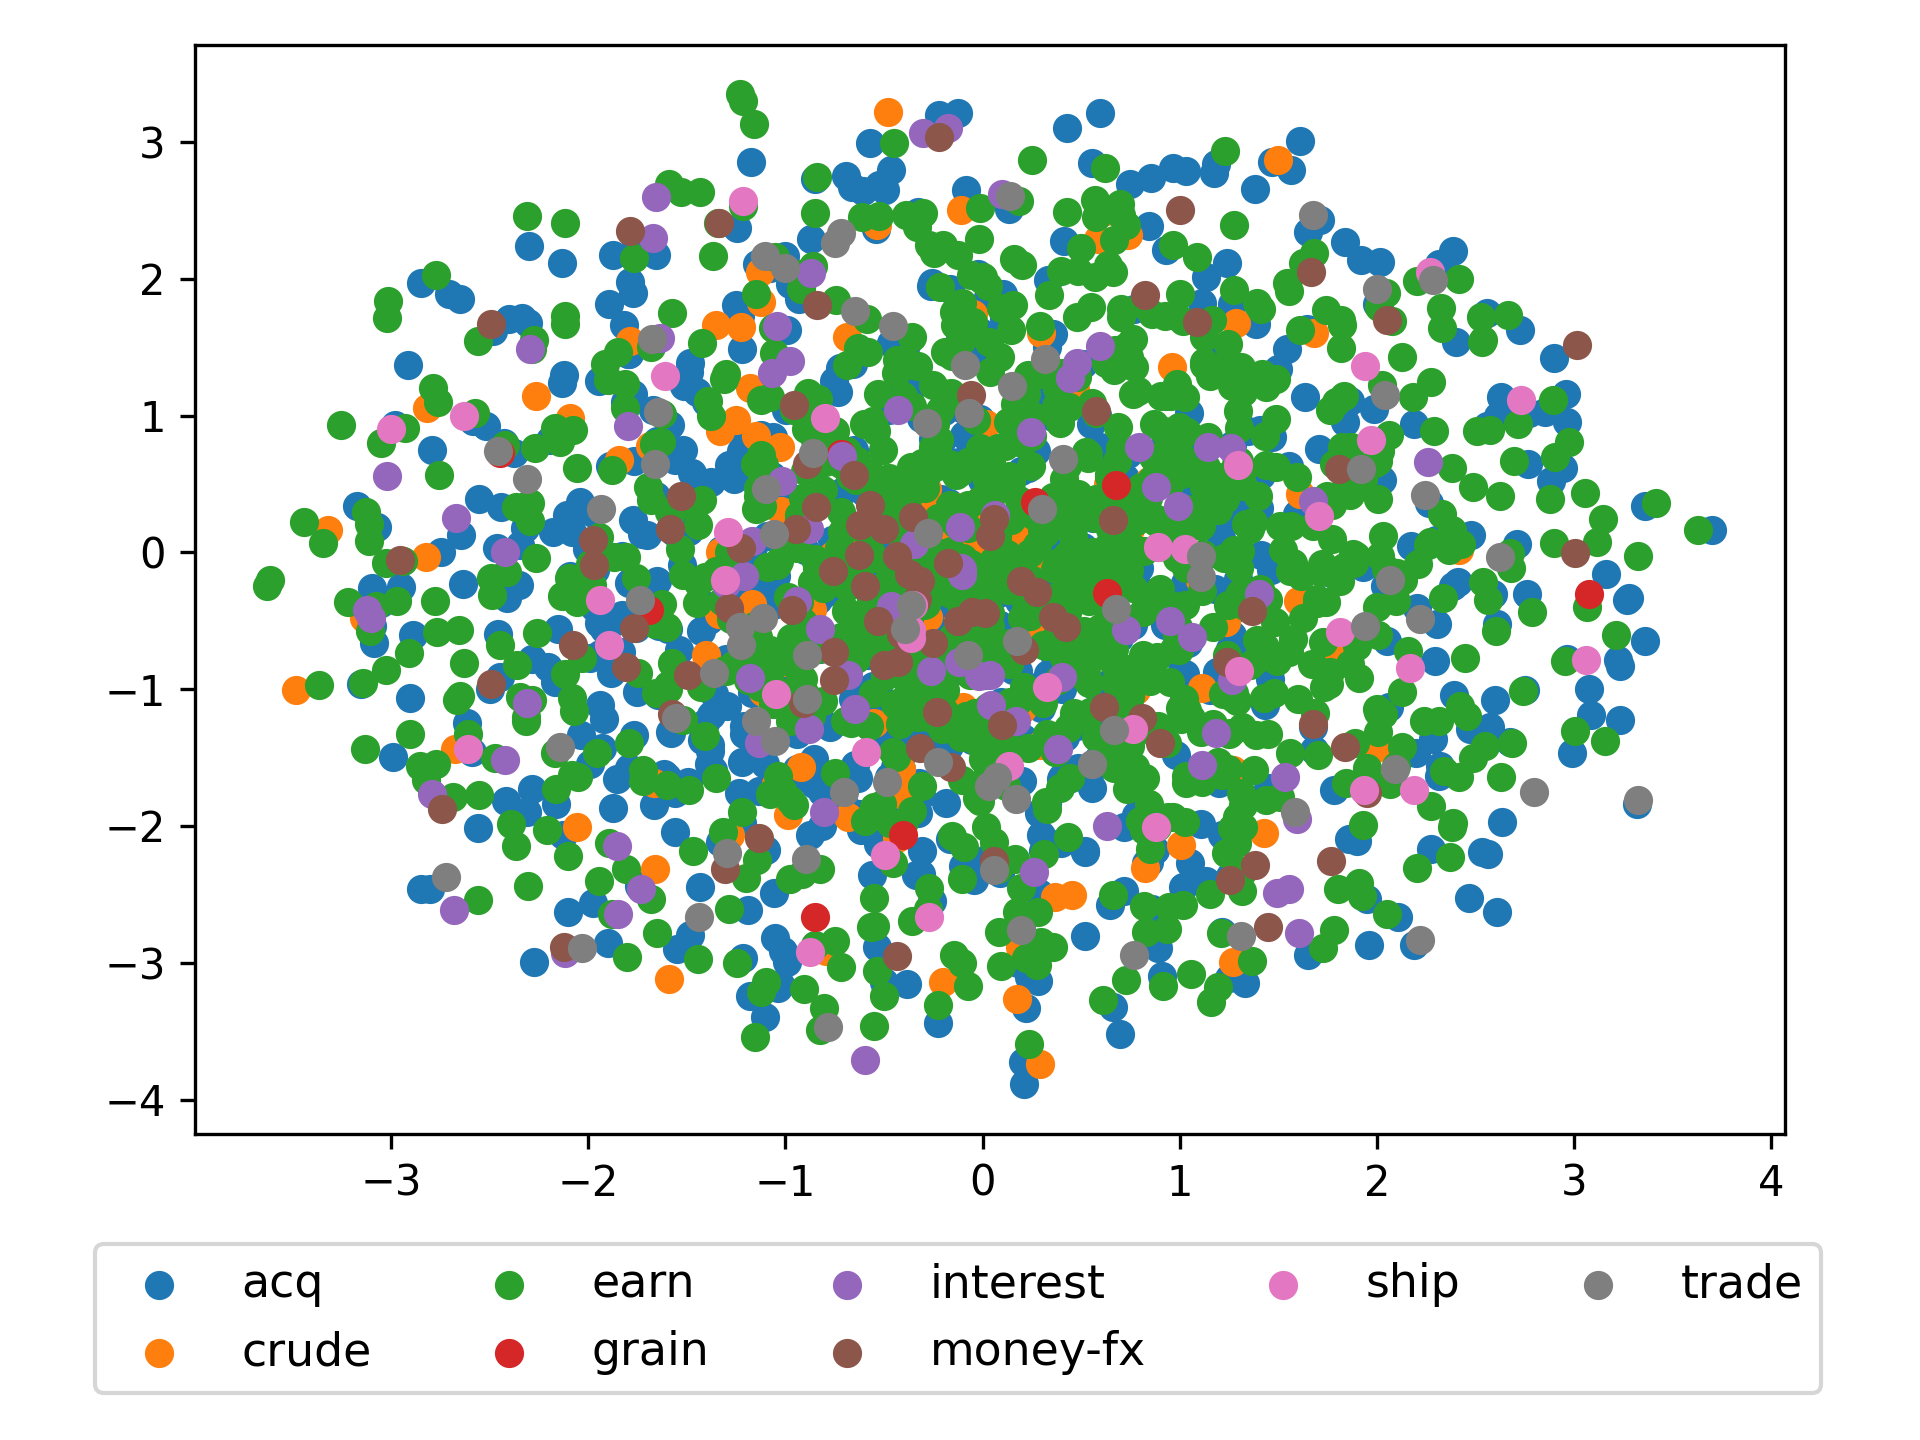 3
2
1
0
−1
−2
−3
−4
−3 −2 −1 0 1 2 3 4
acq earn interest ship trade
crude grain money-fx